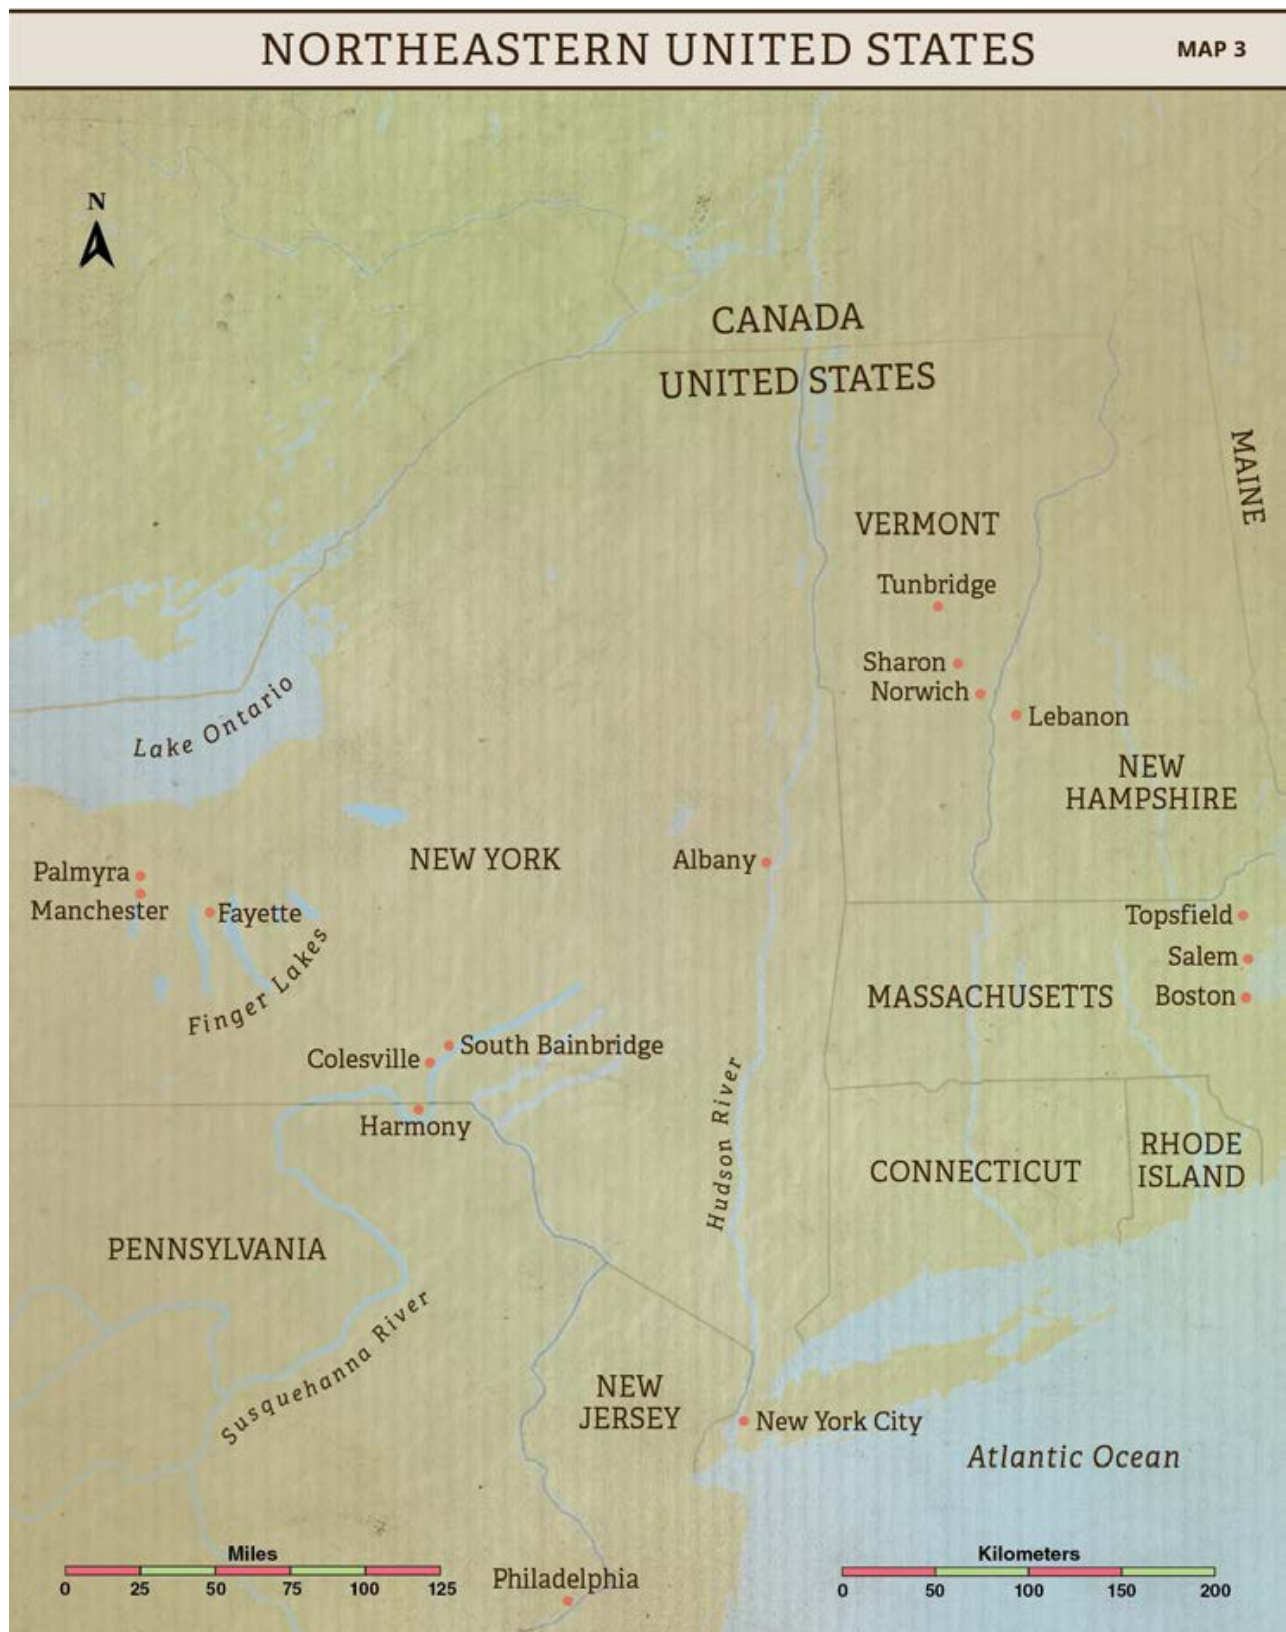 NORTHEASTERN UNITED STATES
MAP 3
N
CANADA
UNITED STATES
MAINE
VERMONT
Tunbridge
Sharon
Norwich
Lebanon
Lake Ontario
NEW
HAMPSHIRE
NEW YORK
Albany
Palmyra
Manchester
Fayette
Finger Lakes
Topsfield
Salem
MASSACHUSETTS
Boston
South Bainbridge
Colesville
Harmony
Hudson River
CONNECTICUT
RHODE
ISLAND
PENNSYLVANIA
Susquehanna River
NEW
JERSEY
New York City
Atlantic Ocean
Miles
0 25 50 75 100 125
Philadelphia
Kilometers
0 50 100 150 200